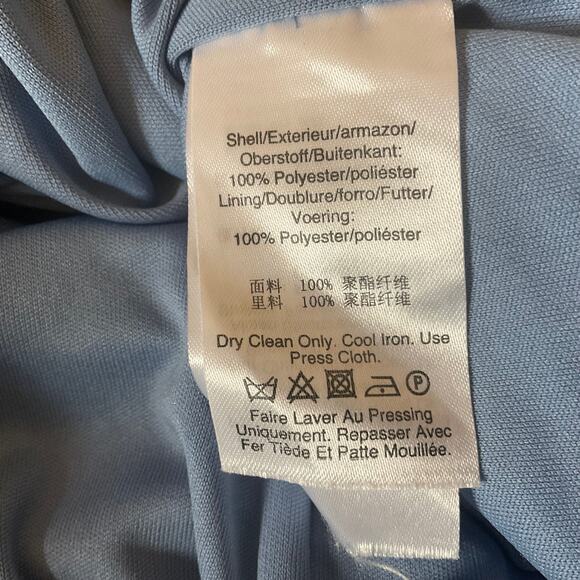 Shell/Exterieur/armazon/
Oberstoff/Buitenkant:
100% Polyester/poliéster
Lining/Doublure/forro/Futter/
Voering:
100% Polyester/poliéster
面料 100% 聚酯纤维
里料 100% 聚酯纤维
Dry Clean Only. Cool Iron. Use
Press Cloth.
P
Faire Laver Au Pressing
Uniquement. Repasser Avec
Fer Tiède Et Patte Mouillée.